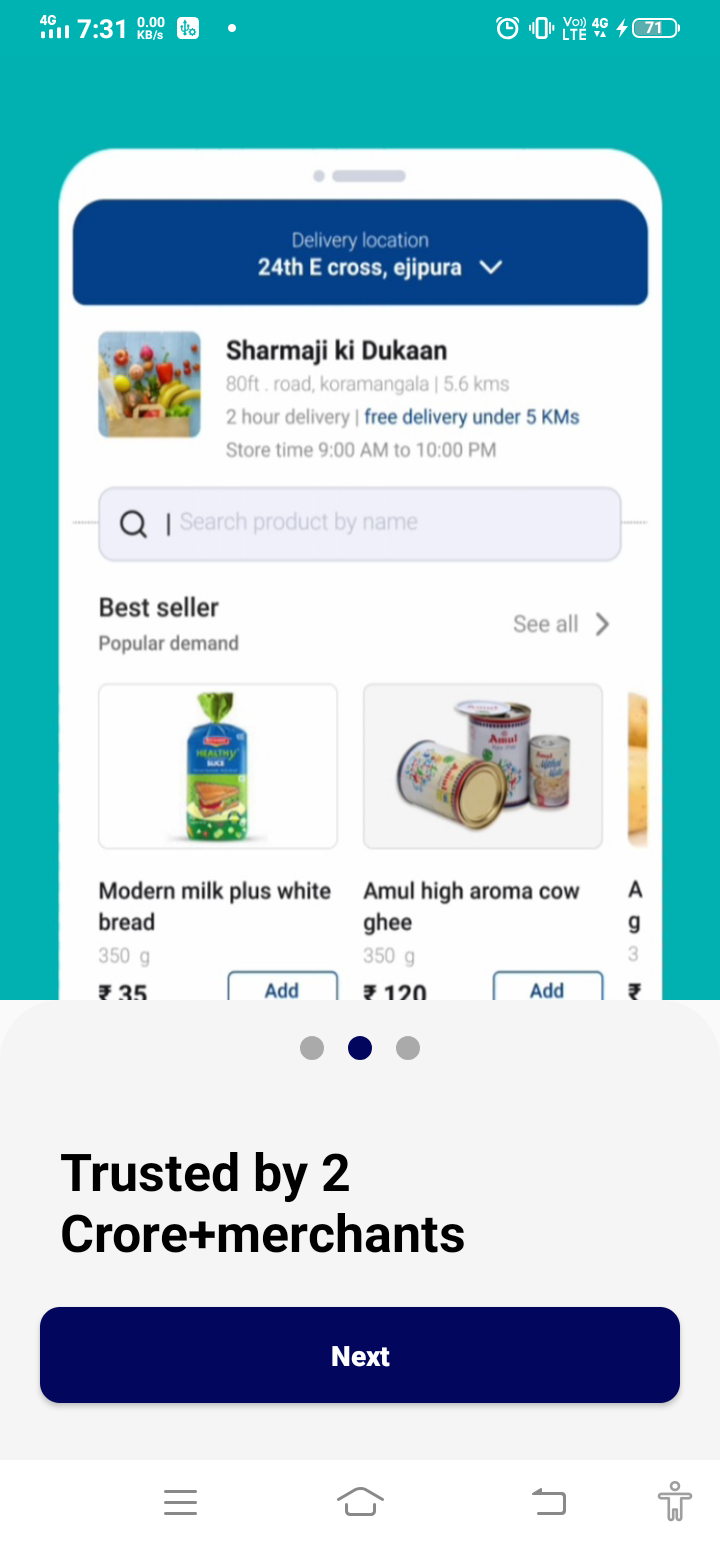 4G 7:31 0.00 KB/s Vo)) LTE 4G 71
Delivery location
24th E cross, ejipura
Sharmaji ki Dukaan
80ft . road, koramangala | 5.6 kms
2 hour delivery | free delivery under 5 KMs
Store time 9:00 AM to 10:00 PM
| Search product by name
Best seller
See all
Popular demand
HEALTHY
SLICE
Amul
Amul
Amul
Modern milk plus white
bread
Amul high aroma cow
ghee
A
g
350 g
350 g
3
₹ 35
Add
₹ 120
Add
₹
Trusted by 2
Crore+merchants
Next